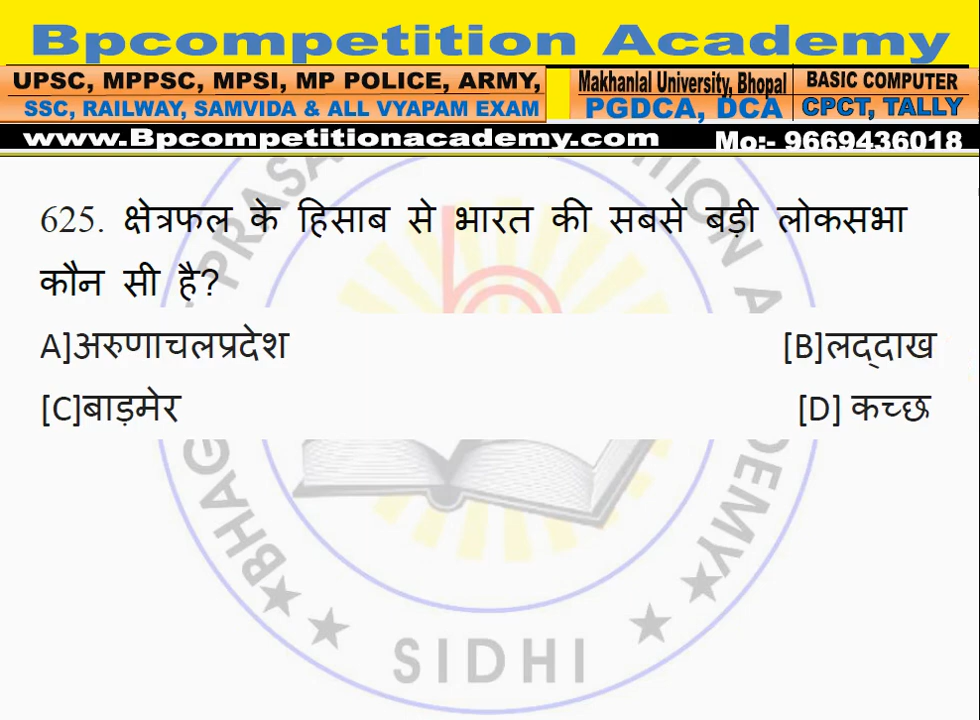 Bpcompetition Academy
UPSC, MPPSC, MPSI, MP POLICE, ARMY,
SSC, RAILWAY, SAMVIDA & ALL VYAPAM EXAM
Makhanlal University, Bhopal
PGDCA, DCA
BASIC COMPUTER
CPCT, TALLY
www.Bpcompetitionacademy.com Mo:- 9669436018
625. क्षेत्रफल के हिसाब से भारत की सबसे बड़ी लोकसभा
कौन सी है?
A]अरुणाचलप्रदेश [B]लद्दाख
[C]बाड़मेर [D] कच्छ
SIDHI